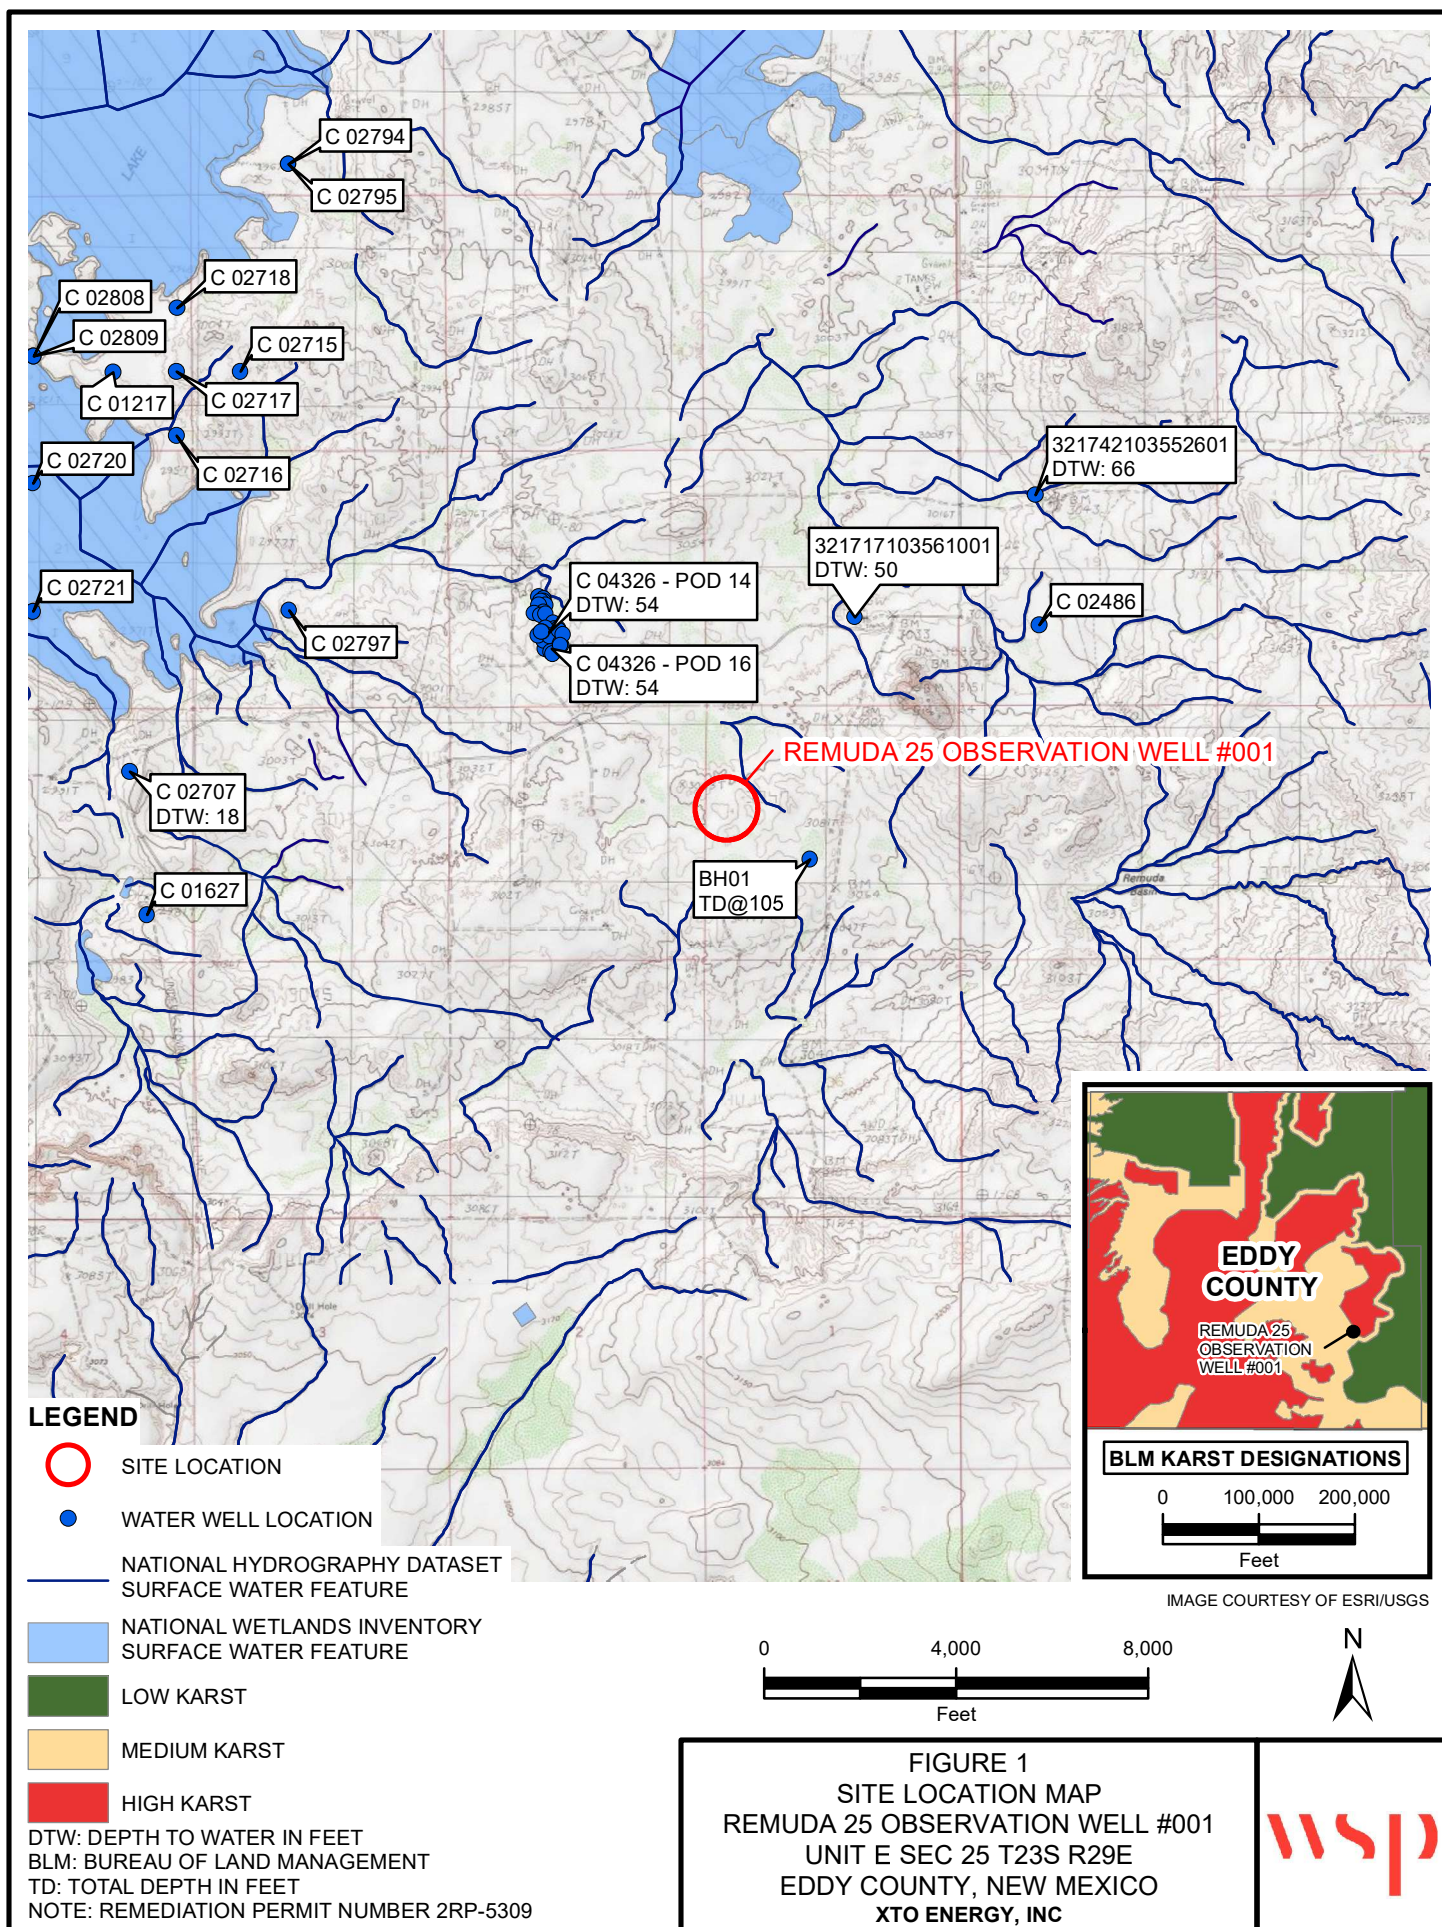 LAKE
C 02794
C 02795
C 02718
C 02808
C 02809
C 02715
C 01217
C 02717
C 02720
C 02716
321742103552601
DTW: 66
321717103561001
DTW: 50
C 04326 - POD 14
DTW: 54
C 02721
C 02486
C 02797
C 04326 - POD 16
DTW: 54
REMUDA 25 OBSERVATION WELL #001
C 02707
DTW: 18
BH01
TD@105
C 01627
Remuda
Basin
EDDY
COUNTY
REMUDA 25
OBSERVATION
WELL #001
BLM KARST DESIGNATIONS
0 100,000 200,000
Feet
IMAGE COURTESY OF ESRI/USGS
LEGEND
SITE LOCATION
WATER WELL LOCATION
NATIONAL HYDROGRAPHY DATASET
SURFACE WATER FEATURE
NATIONAL WETLANDS INVENTORY
SURFACE WATER FEATURE
LOW KARST
MEDIUM KARST
HIGH KARST
DTW: DEPTH TO WATER IN FEET
BLM: BUREAU OF LAND MANAGEMENT
TD: TOTAL DEPTH IN FEET
NOTE: REMEDIATION PERMIT NUMBER 2RP-5309
0 4,000 8,000
Feet
N
FIGURE 1
SITE LOCATION MAP
REMUDA 25 OBSERVATION WELL #001
UNIT E SEC 25 T23S R29E
EDDY COUNTY, NEW MEXICO
XTO ENERGY, INC
wsp